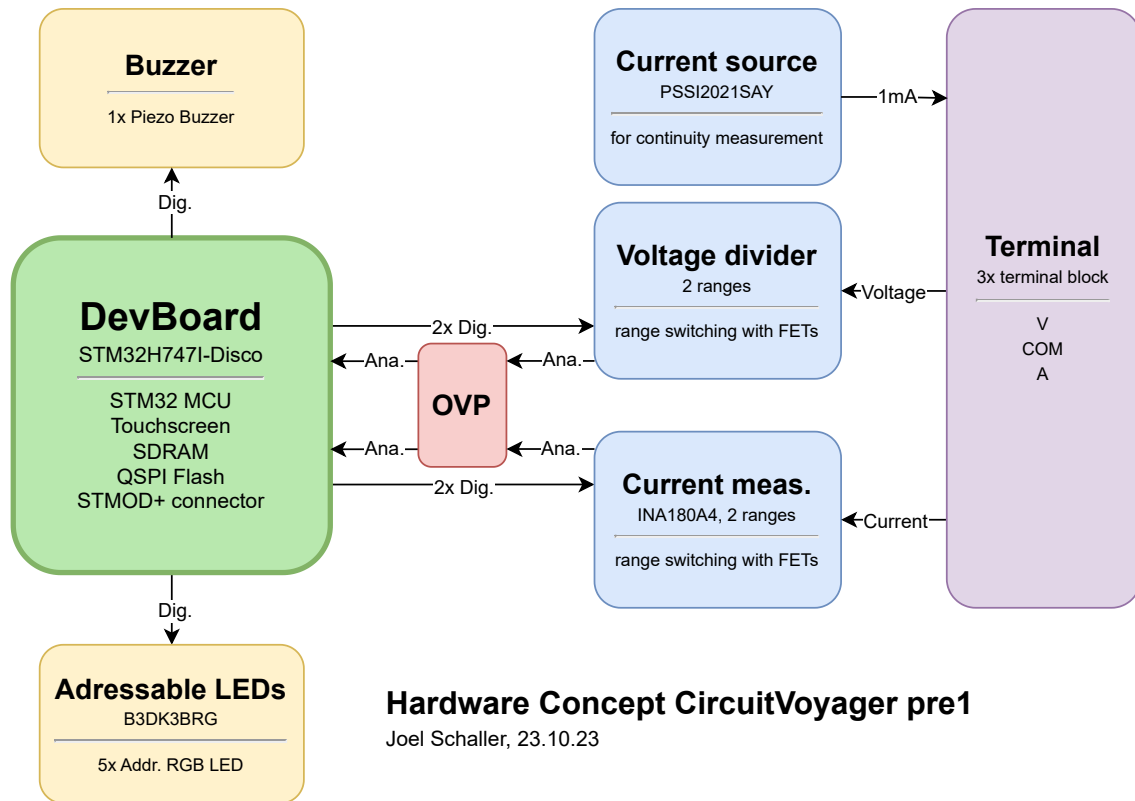 Buzzer
1x Piezo Buzzer
Current source
PSSI2021SAY
for continuity measurement
1mA
Dig.
DevBoard
STM32H747I-Disco
STM32 MCU
Touchscreen
SDRAM
QSPI Flash
STMOD+ connector
2x Dig.
Ana.
Ana.
OVP
Ana.
Ana.
2x Dig.
Voltage divider
2 ranges
range switching with FETs
Voltage
Current meas.
INA180A4, 2 ranges
range switching with FETs
Current
Terminal
3x terminal block
V
COM
A
Dig.
Adressable LEDs
B3DK3BRG
5x Addr. RGB LED
Hardware Concept CircuitVoyager pre1
Joel Schaller, 23.10.23